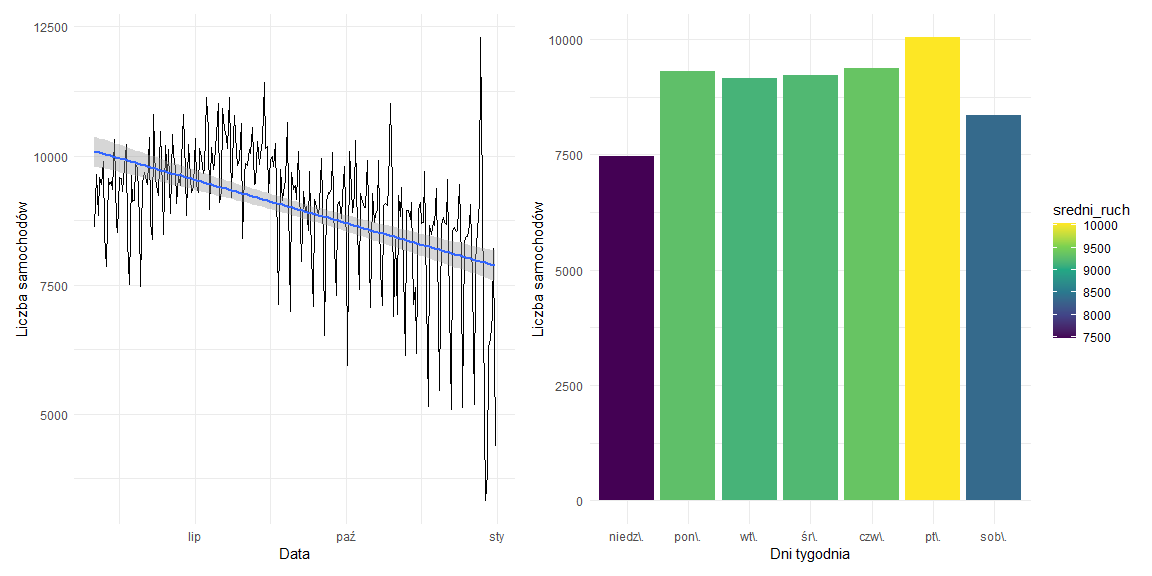 12500
10000
7500
5000
Liczba samochodów
lip
paź
sty
Data
10000
7500
5000
2500
0
Liczba samochodów
niedz\.
pon\.
wt\.
śr\.
czw\.
pt\.
sob\.
Dni tygodnia
sredni_ruch
10000
9500
9000
8500
8000
7500